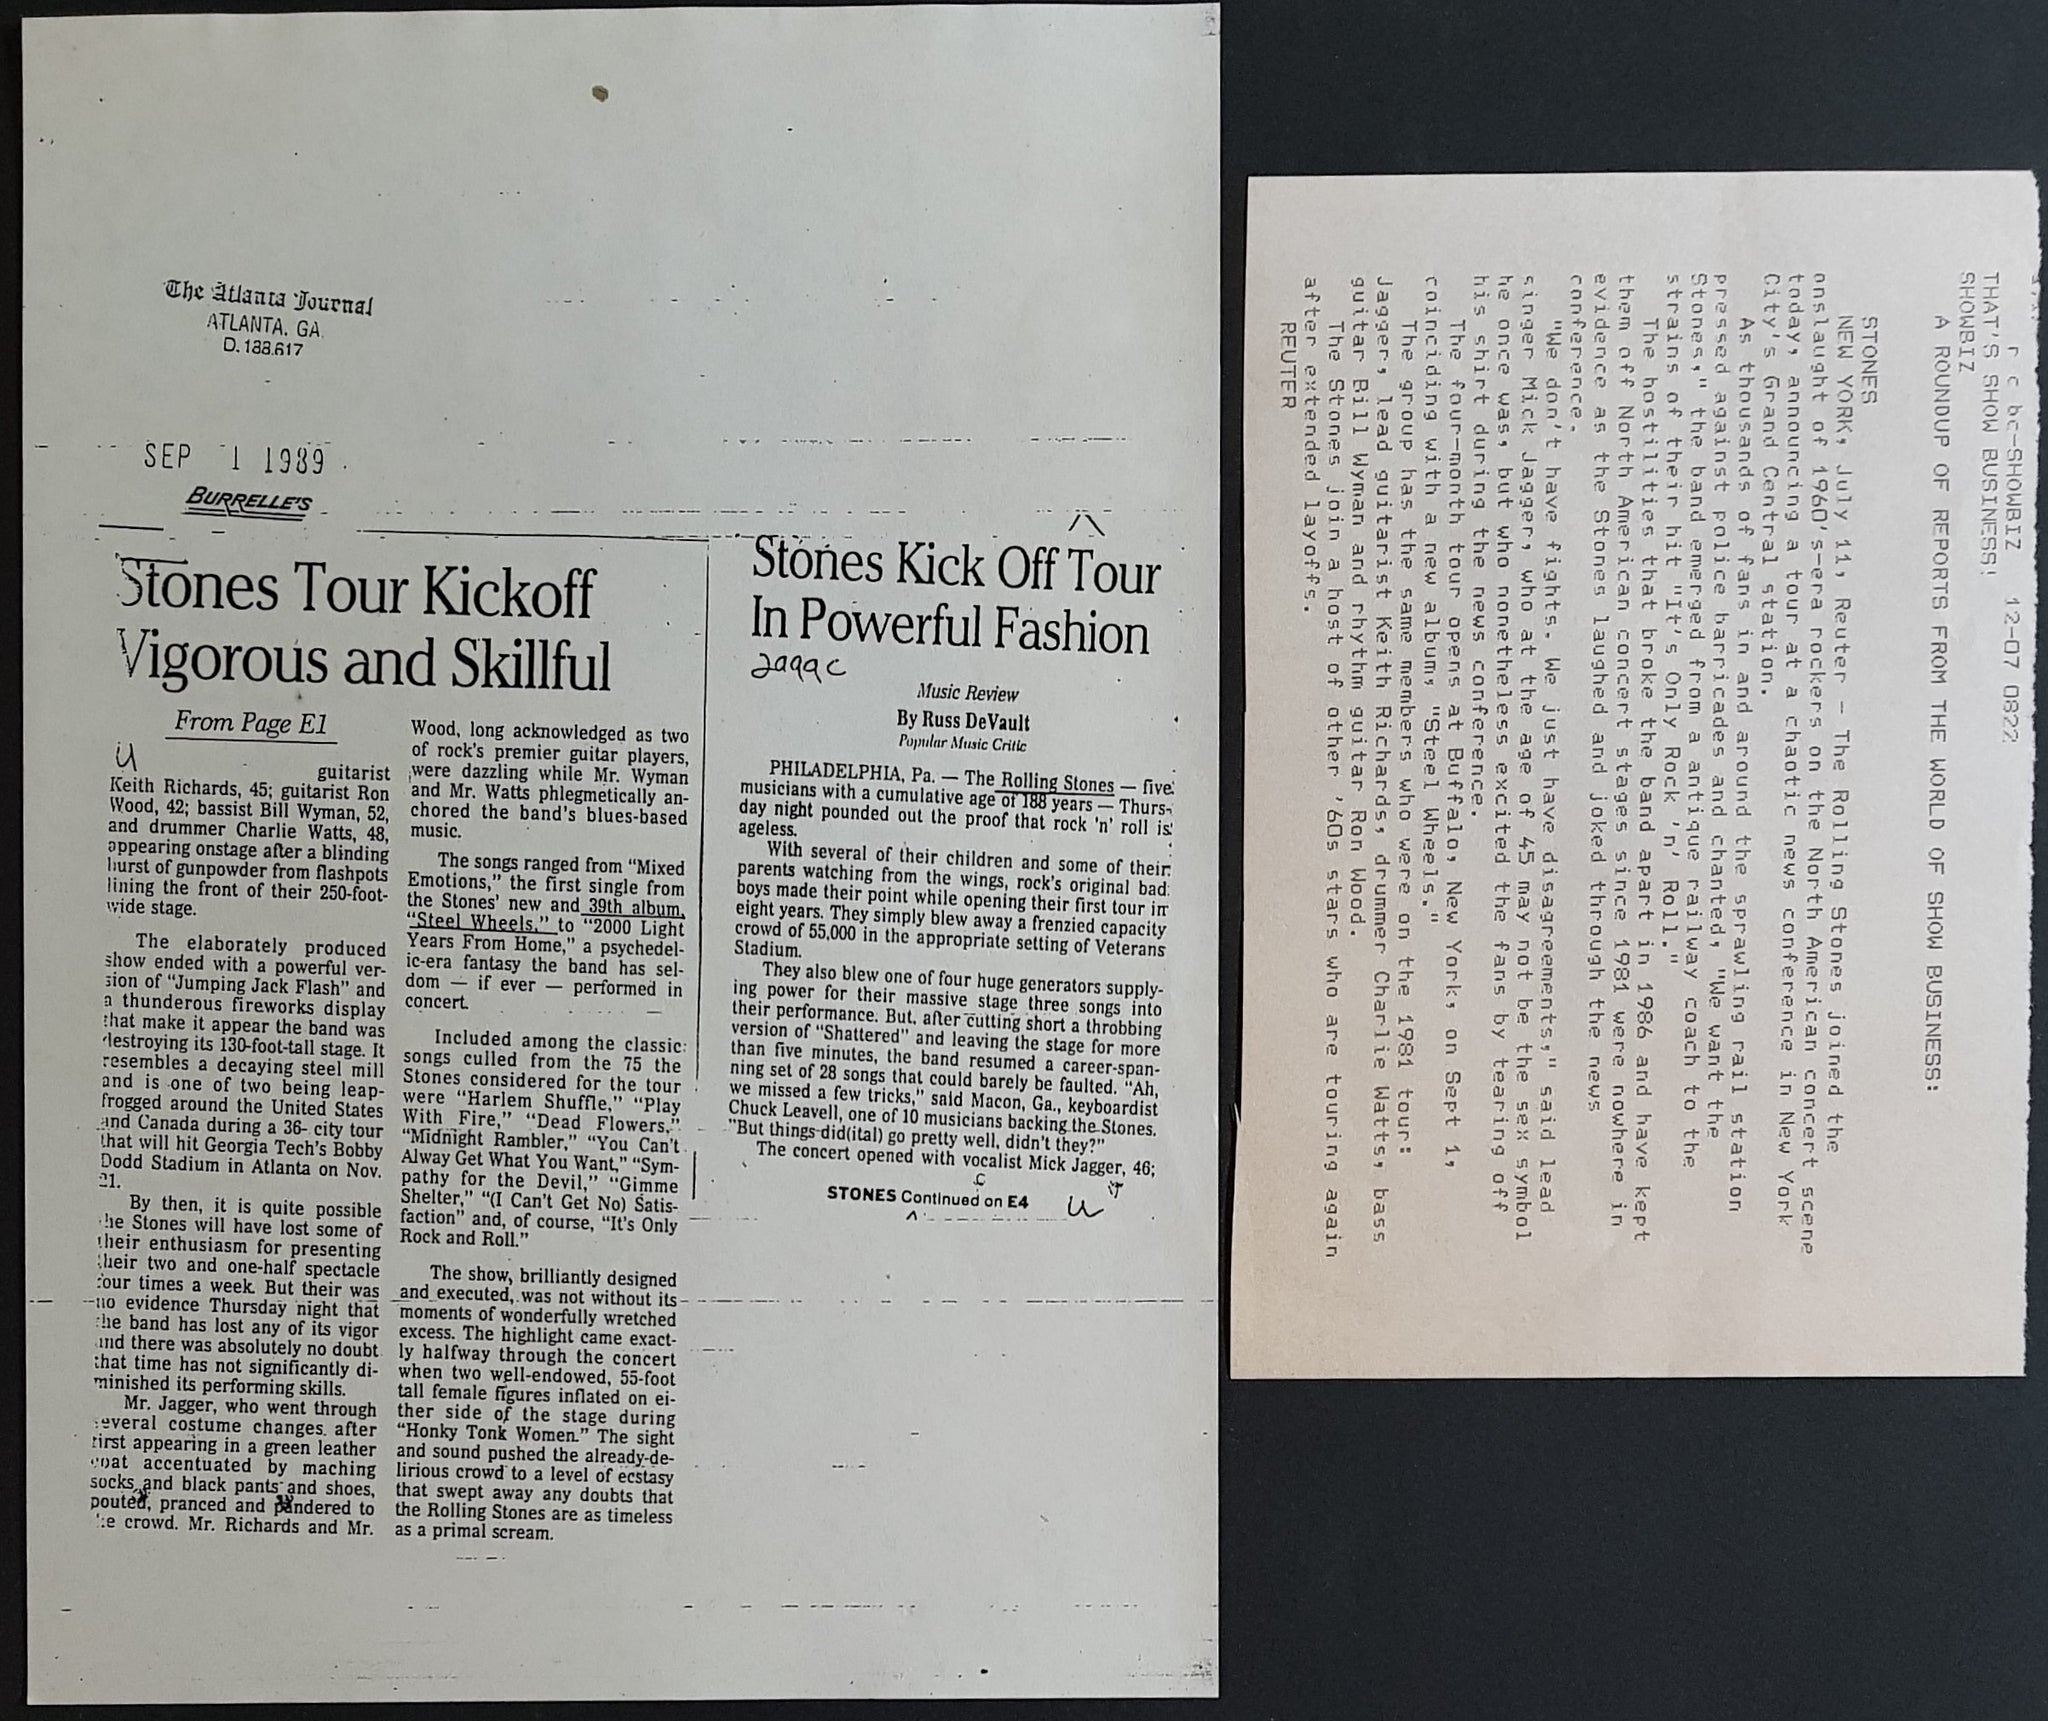 The Atlanta Journal
ATLANTA, GA.
D. 188,617
SEP 1 1989
BURRELLE'S
Stones Tour Kickoff
Vigorous and Skillful
From Page E1
guitarist
Keith Richards, 45; guitarist Ron
Wood, 42; bassist Bill Wyman, 52,
and drummer Charlie Watts, 48,
appearing onstage after a blinding
burst of gunpowder from flashpots
lining the front of their 250-foot-
wide stage.
The elaborately produced
show ended with a powerful ver-
sion of “Jumping Jack Flash” and
a thunderous fireworks display
that make it appear the band was
destroying its 130-foot-tall stage. It
resembles a decaying steel mill
and is one of two being leap-
frogged around the United States
and Canada during a 36- city tour
that will hit Georgia Tech's Bobby
Dodd Stadium in Atlanta on Nov.
21.
By then, it is quite possible
the Stones will have lost some of
their enthusiasm for presenting
their two and one-half spectacle
four times a week. But their was
no evidence Thursday night that
the band has lost any of its vigor
and there was absolutely no doubt
that time has not significantly di-
minished its performing skills.
Mr. Jagger, who went through
several costume changes after
first appearing in a green leather
coat accentuated by maching
socks and black pants and shoes,
pouted, pranced and pandered to
the crowd. Mr. Richards and Mr.
Wood, long acknowledged as two
of rock's premier guitar players,
were dazzling while Mr. Wyman
and Mr. Watts phlegmetically an-
chored the band's blues-based
music.
The songs ranged from “Mixed
Emotions,” the first single from
the Stones' new and 39th album,
“Steel Wheels,” to “2000 Light
Years From Home,” a psychedel-
ic-era fantasy the band has sel-
dom — if ever — performed in
concert.
Included among the classic
songs culled from the 75 the
Stones considered for the tour
were “Harlem Shuffle,” “Play
With Fire,” “Dead Flowers,”
“Midnight Rambler,” “You Can't
Alway Get What You Want,” “Sym-
pathy for the Devil,” “Gimme
Shelter,” “(I Can't Get No) Satis-
faction” and, of course, “It's Only
Rock and Roll.”
The show, brilliantly designed
and executed, was not without its
moments of wonderfully wretched
excess. The highlight came exact-
ly halfway through the concert
when two well-endowed, 55-foot
tall female figures inflated on ei-
ther side of the stage during
“Honky Tonk Women.” The sight
and sound pushed the already-de-
lirious crowd to a level of ecstasy
that swept away any doubts that
the Rolling Stones are as timeless
as a primal scream.
Stones Kick Off Tour
In Powerful Fashion
Music Review
By Russ DeVault
Popular Music Critic
PHILADELPHIA, Pa. — The Rolling Stones — five
musicians with a cumulative age of 188 years — Thurs-
day night pounded out the proof that rock 'n' roll is
ageless.
With several of their children and some of their
parents watching from the wings, rock's original bad
boys made their point while opening their first tour in
eight years. They simply blew away a frenzied capacity
crowd of 55,000 in the appropriate setting of Veterans
Stadium.
They also blew one of four huge generators supply-
ing power for their massive stage three songs into
their performance. But, after cutting short a throbbing
version of “Shattered” and leaving the stage for more
than five minutes, the band resumed a career-span-
ning set of 28 songs that could barely be faulted. “Ah,
we missed a few tricks,” said Macon, Ga., keyboardist
Chuck Leavell, one of 10 musicians backing the Stones.
"But things did(ital) go pretty well, didn't they?”
The concert opened with vocalist Mick Jagger, 46;
STONES Continued on E4
r c bc-SHOWBIZ 12-07 0822
THAT'S SHOW BUSINESS!
SHOWBIZ
A ROUNDUP OF REPORTS FROM THE WORLD OF SHOW BUSINESS:
STONES
NEW YORK, July 11, Reuter - The Rolling Stones joined the
onslaught of 1960's-era rockers on the North American concert scene
today, announcing a tour at a chaotic news conference in New York
City's Grand Central station.
As thousands of fans in and around the sprawling rail station
pressed against police barricades and chanted, "We want the
Stones," the band emerged from a antique railway coach to the
strains of their hit "It's Only Rock 'n' Roll."
The hostilities that broke the band apart in 1986 and have kept
them off North American concert stages since 1981 were nowhere in
evidence as the Stones laughed and joked through the news
conference.
"We don't have fights. We just have disagreements," said lead
singer Mick Jagger, who at the age of 45 may not be the sex symbol
he once was, but who nonetheless excited the fans by tearing off
his shirt during the news conference.
The four-month tour opens at Buffalo, New York, on Sept 1,
coinciding with a new album, "Steel Wheels."
The group has the same members who were on the 1981 tour:
Jagger, lead guitarist Keith Richards, drummer Charlie Watts, bass
guitar Bill Wyman and rhythm guitar Ron Wood.
The Stones join a host of other '60s stars who are touring again
after extended layoffs.
REUTER